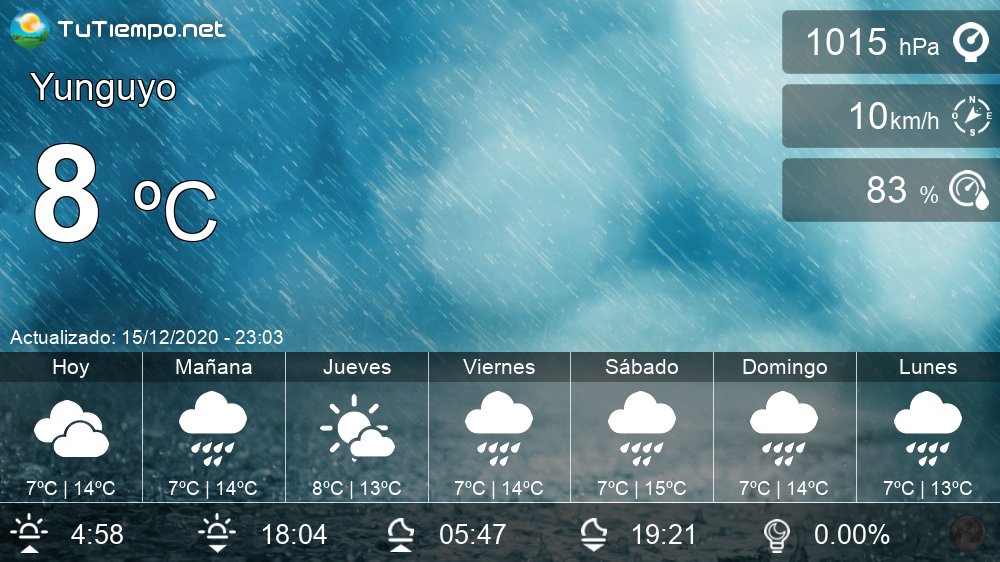 TuTiempo.net
Yunguyo
8 ºC
1015 hPa
10km/h
N
O E
S
83 %
Actualizado: 15/12/2020 - 23:03
Hoy Mañana Jueves Viernes Sábado Domingo Lunes
7ºC | 14ºC 7ºC | 14ºC 8ºC | 13ºC 7ºC | 14ºC 7ºC | 15ºC 7ºC | 14ºC 7ºC | 13ºC
4:58 18:04 05:47 19:21 0.00%